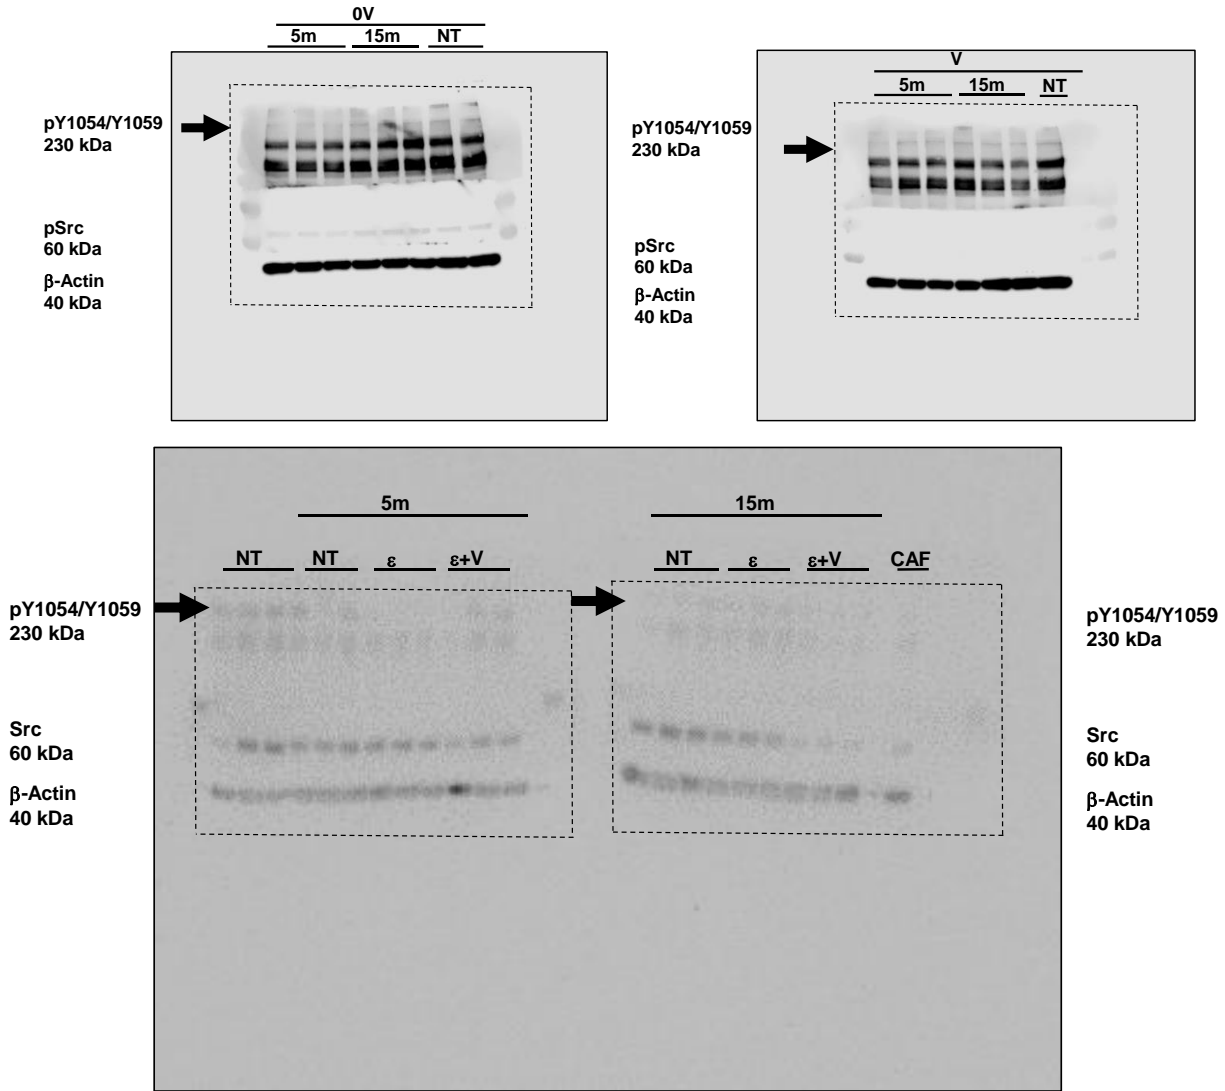 0V
5m 15m NT
pY1054/Y1059
230 kDa
pSrc
60 kDa
β-Actin
40 kDa
V
5m 15m NT
pY1054/Y1059
230 kDa
pSrc
60 kDa
β-Actin
40 kDa
5m 15m
NT NT ε ε+V NT ε ε+V CAF
pY1054/Y1059
230 kDa
Src
60 kDa
β-Actin
40 kDa
pY1054/Y1059
230 kDa
Src
60 kDa
β-Actin
40 kDa